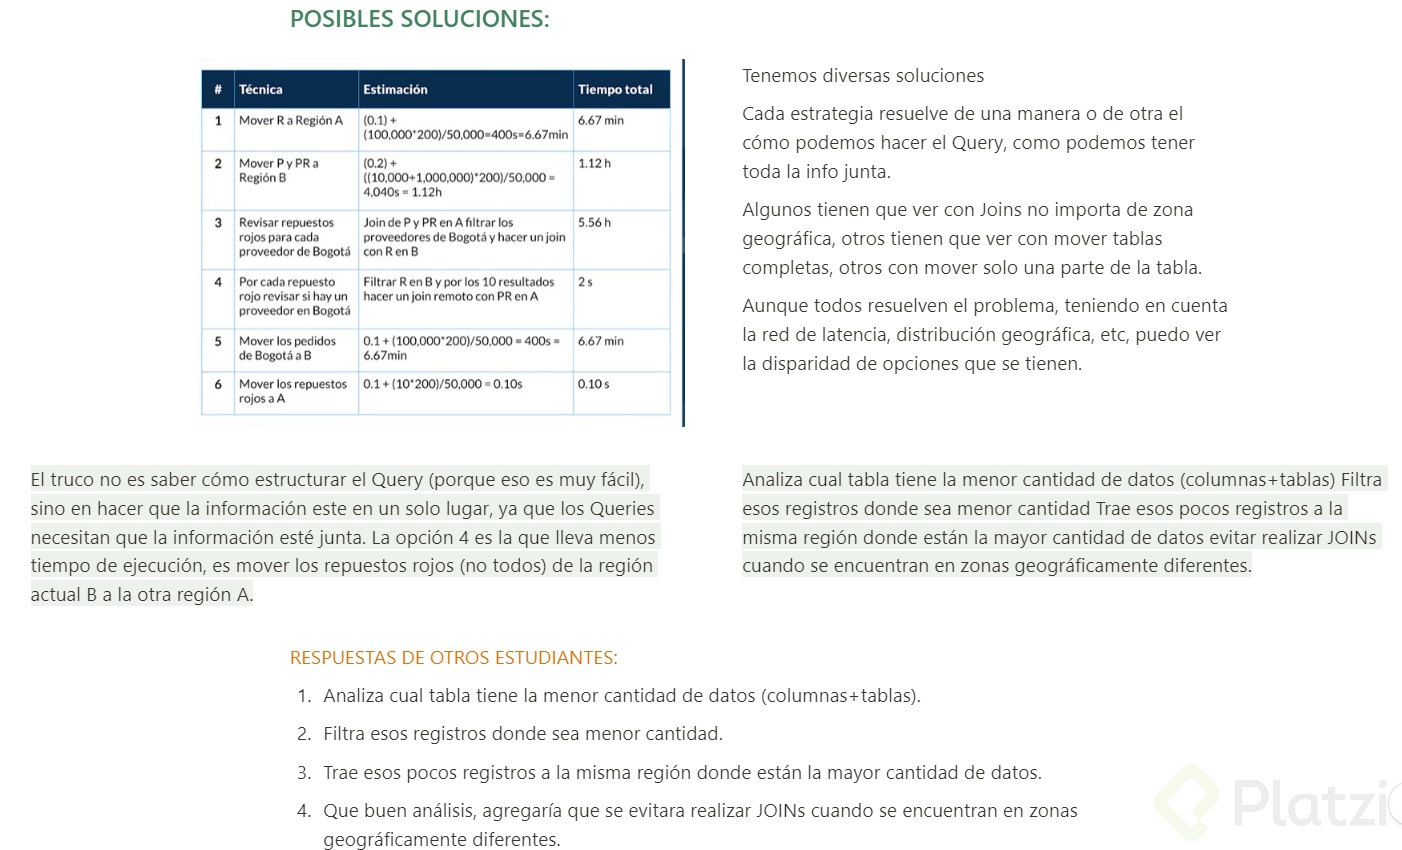 POSIBLES SOLUCIONES:
# Técnica Estimación Tiempo total
1 Mover R a Región A (0.1) + 6.67 min
(100,000*200)/50,000=400s=6.67min
2 Mover P y PR a (0.2) + 1.12 h
Región B ((10,000+1,000,000)*200)/50,000 =
4,040s = 1.12h
3 Revisar repuestos Join de P y PR en A filtrar los 5.56 h
rojos para cada proveedores de Bogotá y hacer un join
proveedor de Bogotá con R en B
4 Por cada repuesto Filtrar R en B y por los 10 resultados 2 s
rojo revisar si hay un hacer un join remoto con PR en A
proveedor en Bogotá
5 Mover los pedidos 0.1 + (100,000*200)/50,000 = 400s = 6.67 min
de Bogotá a B 6.67min
6 Mover los repuestos 0.1 + (10*200)/50,000 = 0.10s 0.10 s
rojos a A
Tenemos diversas soluciones
Cada estrategia resuelve de una manera o de otra el
cómo podemos hacer el Query, como podemos tener
toda la info junta.
Algunos tienen que ver con Joins no importa de zona
geográfica, otros tienen que ver con mover tablas
completas, otros con mover solo una parte de la tabla.
Aunque todos resuelven el problema, teniendo en cuenta
la red de latencia, distribución geográfica, etc, puedo ver
la disparidad de opciones que se tienen.
El truco no es saber cómo estructurar el Query (porque eso es muy fácil),
sino en hacer que la información este en un solo lugar, ya que los Queries
necesitan que la información esté junta. La opción 4 es la que lleva menos
tiempo de ejecución, es mover los repuestos rojos (no todos) de la región
actual B a la otra región A.
Analiza cual tabla tiene la menor cantidad de datos (columnas+tablas) Filtra
esos registros donde sea menor cantidad Trae esos pocos registros a la
misma región donde están la mayor cantidad de datos evitar realizar JOINs
cuando se encuentran en zonas geográficamente diferentes.
RESPUESTAS DE OTROS ESTUDIANTES:
1. Analiza cual tabla tiene la menor cantidad de datos (columnas+tablas).
2. Filtra esos registros donde sea menor cantidad.
3. Trae esos pocos registros a la misma región donde están la mayor cantidad de datos.
4. Que buen análisis, agregaría que se evitara realizar JOINs cuando se encuentran en zonas
geográficamente diferentes.
Platzi